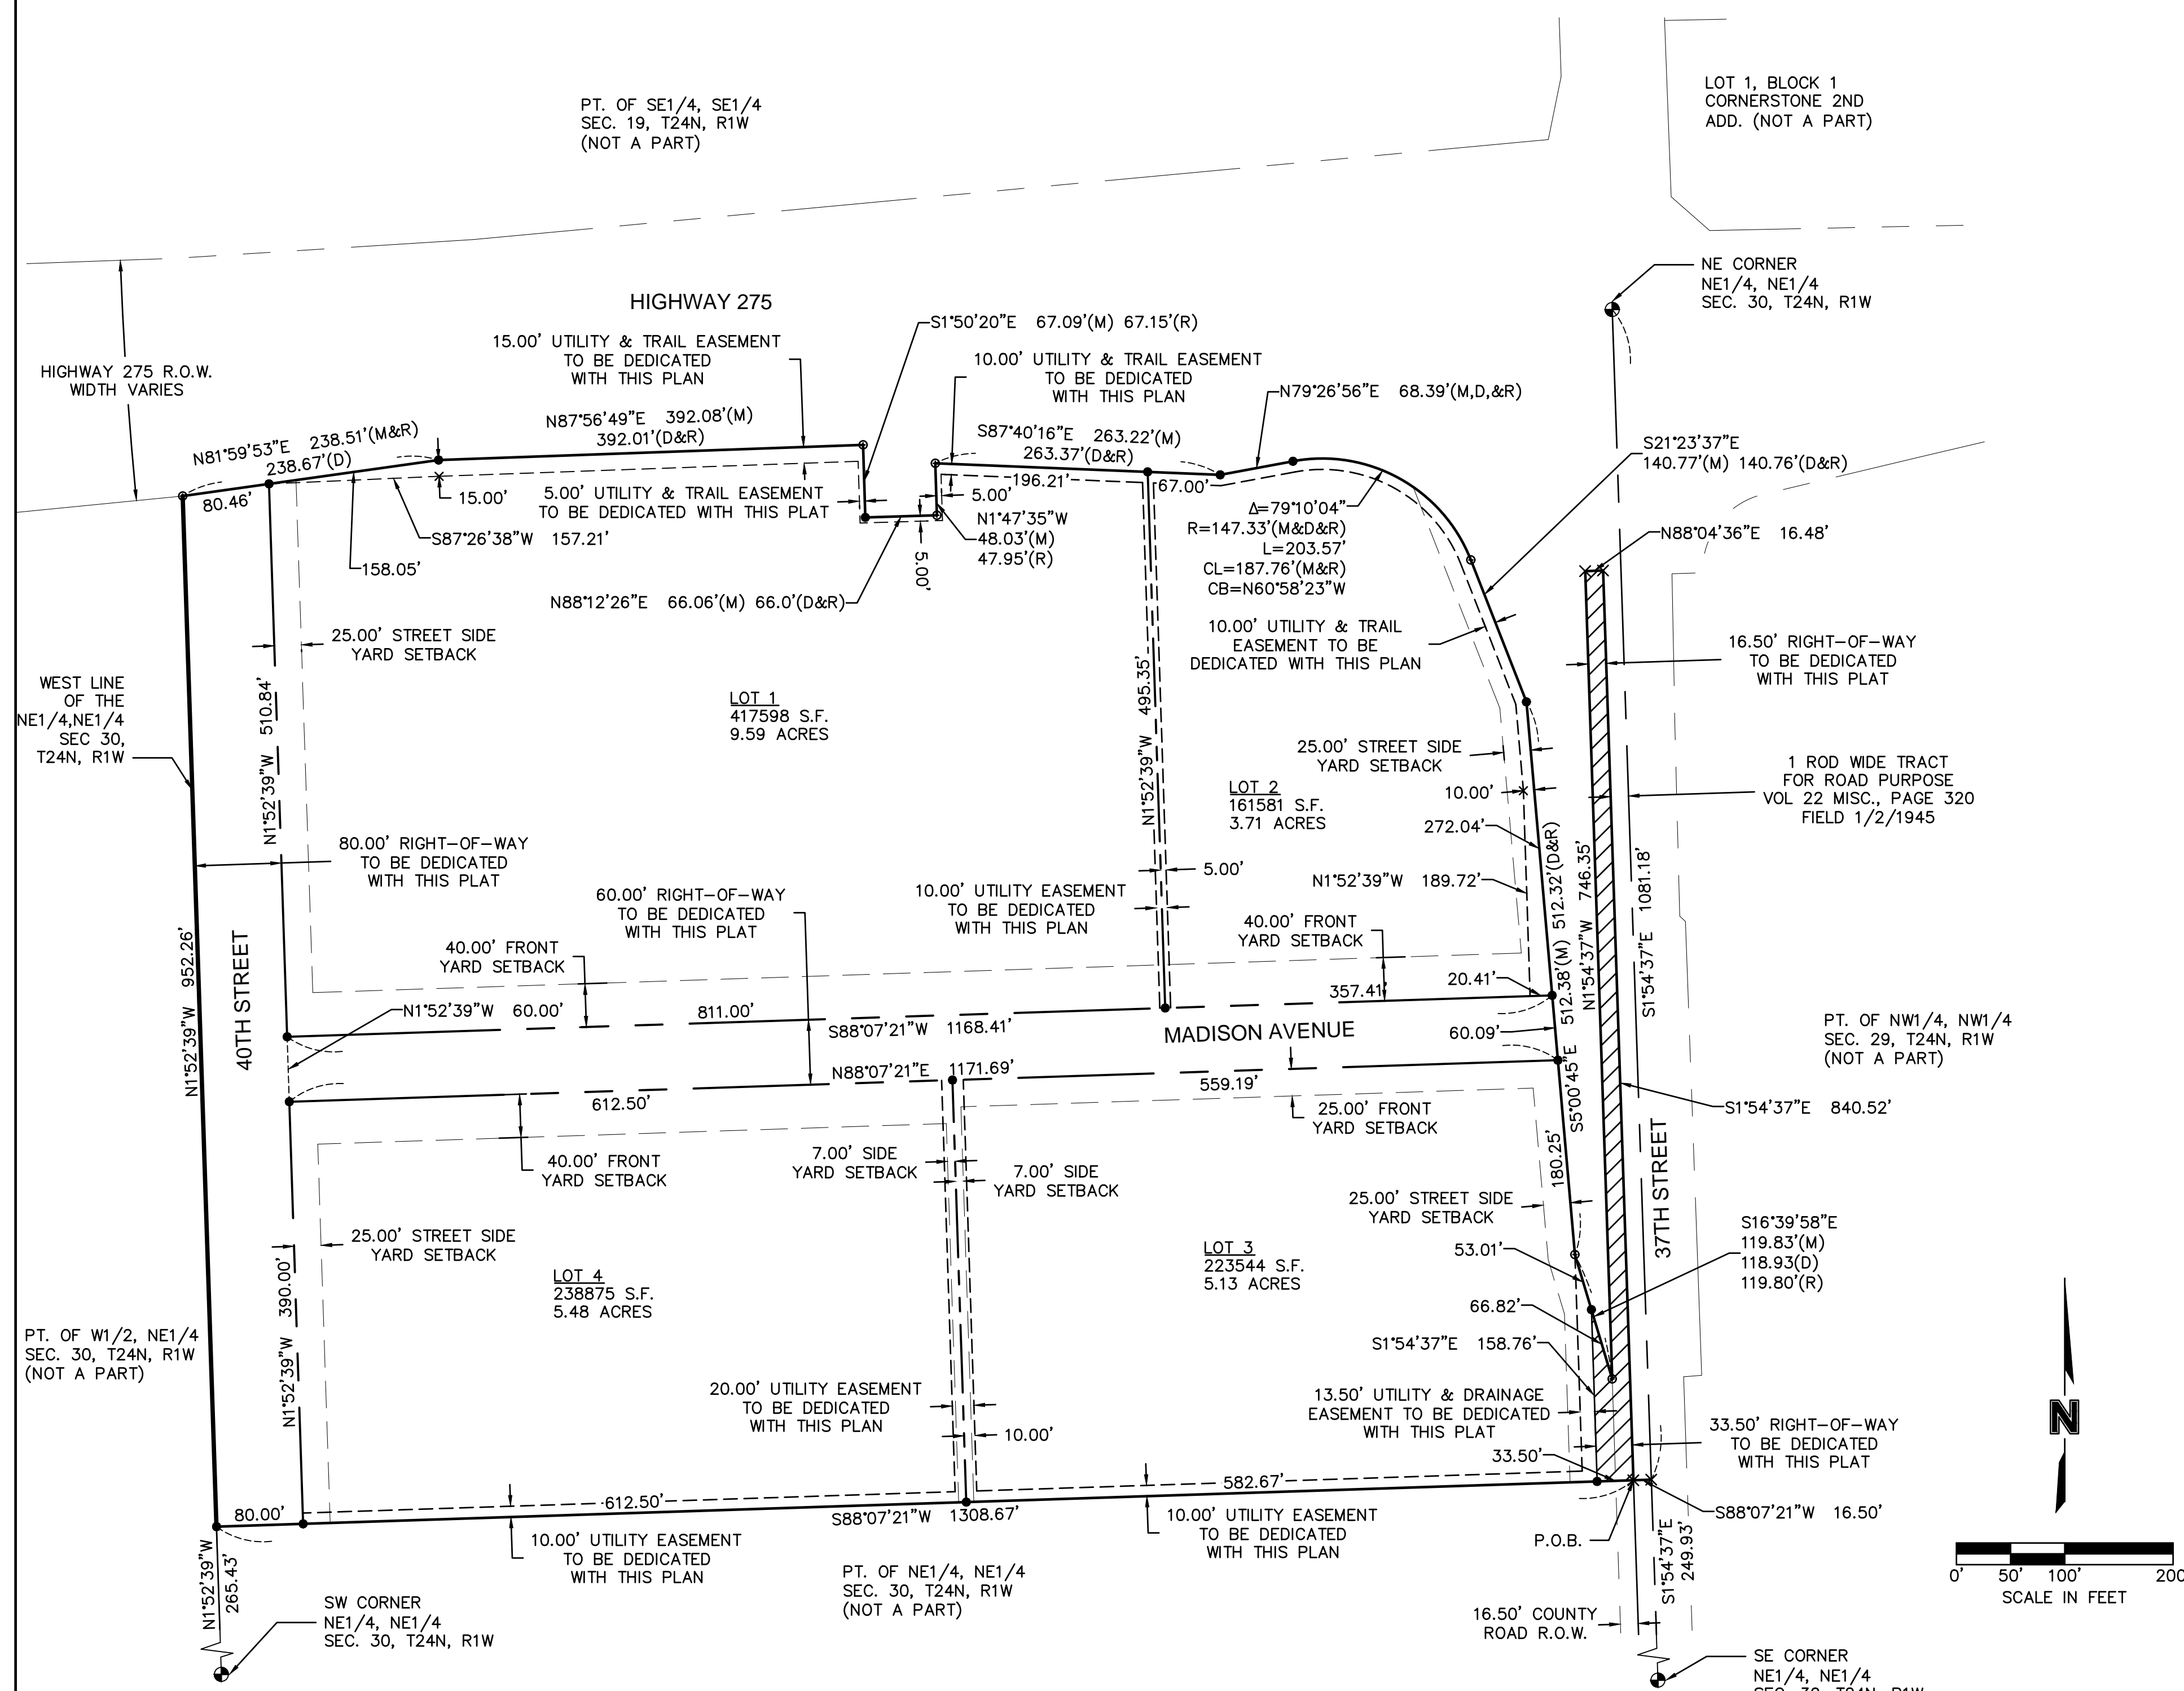 PT. OF SE1/4, SE1/4
SEC. 19, T24N, R1W
(NOT A PART)
LOT 1, BLOCK 1
CORNERSTONE 2ND
ADD. (NOT A PART)
NE CORNER
NE1/4, NE1/4
SEC. 30, T24N, R1W
HIGHWAY 275
HIGHWAY 275 R.O.W.
WIDTH VARIES
15.00' UTILITY & TRAIL EASEMENT
TO BE DEDICATED
WITH THIS PLAN
S1°50'20"E 67.09'(M) 67.15'(R)
10.00' UTILITY & TRAIL EASEMENT
TO BE DEDICATED
WITH THIS PLAN
N79°26'56"E 68.39'(M,D,&R)
N81°59'53"E 238.51'(M&R)
238.67'(D)
N87°56'49"E 392.08'(M)
392.01'(D&R)
S87°40'16"E 263.22'(M)
263.37'(D&R)
S21°23'37"E
140.77'(M) 140.76'(D&R)
80.46'
15.00'
5.00' UTILITY & TRAIL EASEMENT
TO BE DEDICATED WITH THIS PLAT
5.00'
196.21'
67.00'
S87°26'38"W 157.21'
158.05'
N1°47'35"W
48.03'(M)
47.95'(R)
5.00'
Δ=79°10'04"
R=147.33'(M&D&R)
L=203.57'
CL=187.76'(M&R)
CB=N60°58'23"W
N88°04'36"E 16.48'
N88°12'26"E 66.06'(M) 66.0'(D&R)
25.00' STREET SIDE
YARD SETBACK
10.00' UTILITY & TRAIL
EASEMENT TO BE
DEDICATED WITH THIS PLAN
16.50' RIGHT-OF-WAY
TO BE DEDICATED
WITH THIS PLAT
WEST LINE
OF THE
NE1/4,NE1/4
SEC 30,
T24N, R1W
N1°52'39"W 510.84'
LOT 1
417598 S.F.
9.59 ACRES
N1°52'39"W 495.35'
25.00' STREET SIDE
YARD SETBACK
LOT 2
161581 S.F.
3.71 ACRES
10.00'
272.04'
1 ROD WIDE TRACT
FOR ROAD PURPOSE
VOL 22 MISC., PAGE 320
FIELD 1/2/1945
80.00' RIGHT-OF-WAY
TO BE DEDICATED
WITH THIS PLAT
60.00' RIGHT-OF-WAY
TO BE DEDICATED
WITH THIS PLAT
10.00' UTILITY EASEMENT
TO BE DEDICATED
WITH THIS PLAN
5.00'
N1°52'39"W 189.72'
40.00' FRONT
YARD SETBACK
40.00' FRONT
YARD SETBACK
N1°52'39"W 952.26'
40TH STREET
N1°52'39"W 60.00'
811.00'
S88°07'21"W 1168.41'
357.41'
20.41'
MADISON AVENUE
60.09'
S5°00'45"E 512.38'(M) 512.32'(D&R)
N1°54'37"W 746.35'
S1°54'37"E 1081.18'
PT. OF NW1/4, NW1/4
SEC. 29, T24N, R1W
(NOT A PART)
N88°07'21"E 1171.69'
612.50'
559.19'
S1°54'37"E 840.52'
25.00' FRONT
YARD SETBACK
40.00' FRONT
YARD SETBACK
7.00' SIDE
YARD SETBACK
7.00' SIDE
YARD SETBACK
180.25'
25.00' STREET SIDE
YARD SETBACK
37TH STREET
S16°39'58"E
119.83'(M)
118.93(D)
119.80'(R)
25.00' STREET SIDE
YARD SETBACK
LOT 3
223544 S.F.
5.13 ACRES
53.01'
LOT 4
238875 S.F.
5.48 ACRES
N1°52'39"W 390.00'
66.82'
S1°54'37"E 158.76'
PT. OF W1/2, NE1/4
SEC. 30, T24N, R1W
(NOT A PART)
20.00' UTILITY EASEMENT
TO BE DEDICATED
WITH THIS PLAN
10.00'
13.50' UTILITY & DRAINAGE
EASEMENT TO BE DEDICATED
WITH THIS PLAT
33.50' RIGHT-OF-WAY
TO BE DEDICATED
WITH THIS PLAT
33.50'
N
80.00'
612.50'
S88°07'21"W 1308.67'
582.67'
S88°07'21"W 16.50'
10.00' UTILITY EASEMENT
TO BE DEDICATED
WITH THIS PLAN
10.00' UTILITY EASEMENT
TO BE DEDICATED
WITH THIS PLAN
P.O.B.
N1°52'39"W
265.43'
S1°54'37"E
249.93'
0' 50' 100' 200
SCALE IN FEET
PT. OF NE1/4, NE1/4
SEC. 30, T24N, R1W
(NOT A PART)
SW CORNER
NE1/4, NE1/4
SEC. 30, T24N, R1W
16.50' COUNTY
ROAD R.O.W.
SE CORNER
NE1/4, NE1/4
SEC. 30, T24N, R1W